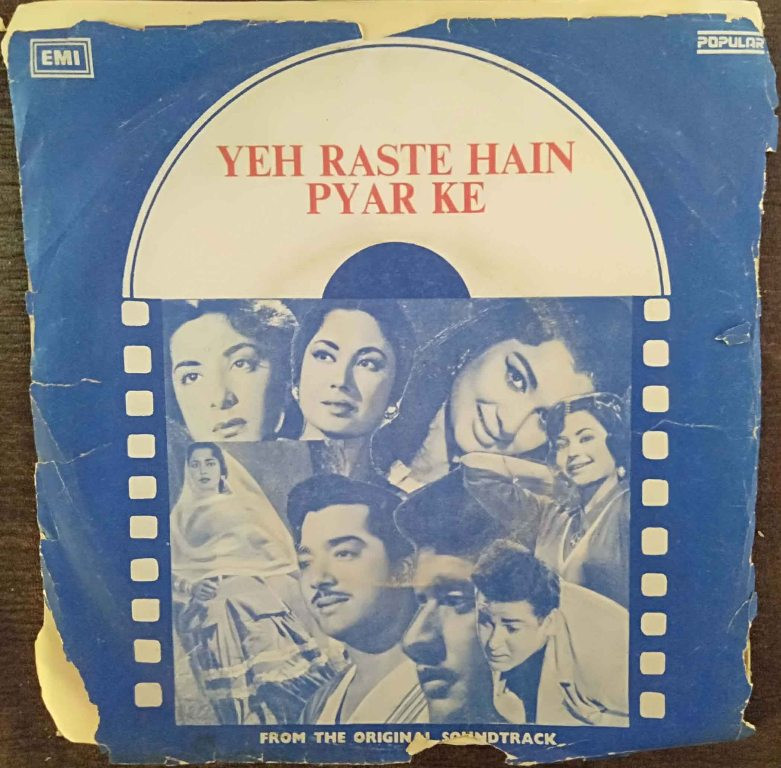 EMI
POPULAR
YEH RASTE HAIN
PYAR KE
FROM THE ORIGINAL SOUNDTRACK